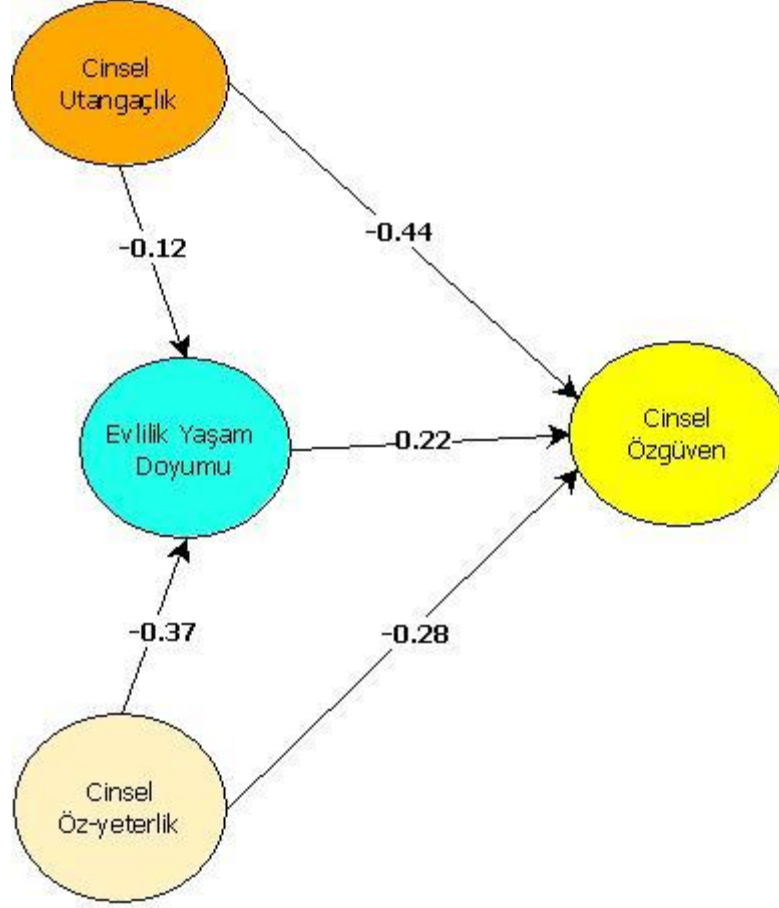 Cinsel
Utangaçlık
-0.44
-0.12
Evlilik Yaşam
Doyumu
0.22
Cinsel
Özgüven
-0.37
-0.28
Cinsel
Öz-yeterlik